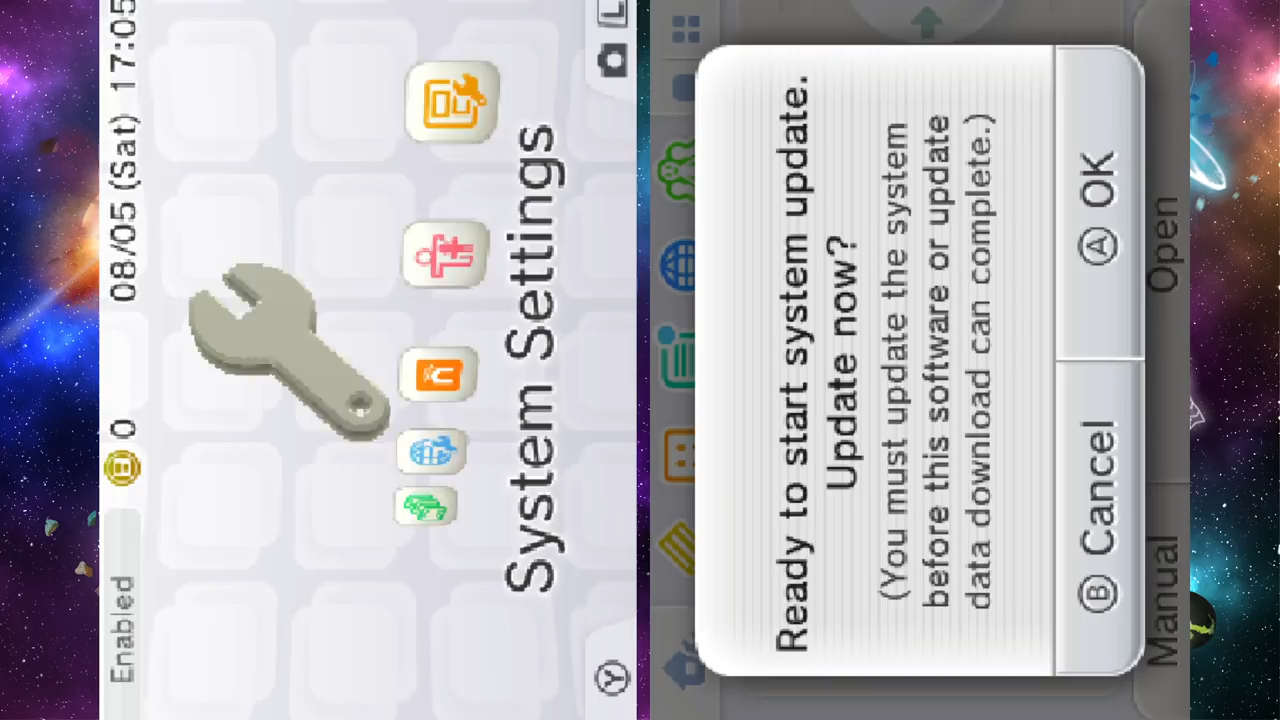 Enabled
0
08/05 (Sat) 17:05
System Settings
Y
L
Ready to start system update.
Update now?
(You must update the system
before this software or update
data download can complete.)
B Cancel
A OK
Manual
Open